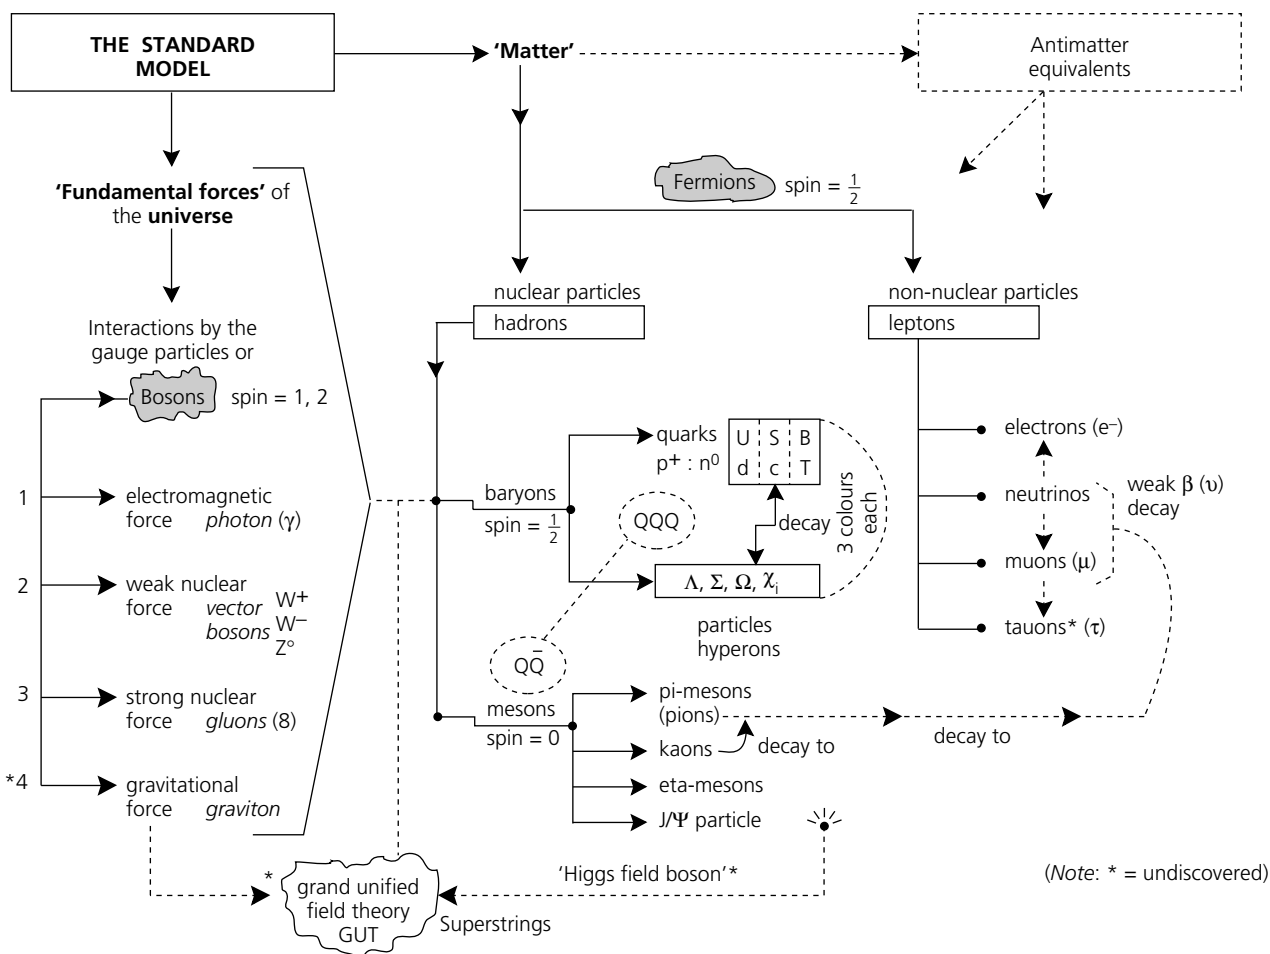 THE STANDARD
MODEL
'Matter'
Antimatter
equivalents
'Fundamental forces' of
the universe
Fermions
spin = 1/2
Interactions by the
gauge particles or
Bosons
spin = 1, 2
1
electromagnetic
force photon (γ)
2
weak nuclear
force vector
bosons
W+
W–
Z°
3
strong nuclear
force gluons (8)
*4
gravitational
force graviton
nuclear particles
hadrons
non-nuclear particles
leptons
baryons
spin = 1/2
quarks
p+ : n0
U S B
d c T
3 colours
each
QQQ
decay
Λ, Σ, Ω, χi
particles
hyperons
QQ̄
mesons
spin = 0
pi-mesons
(pions)
kaons
decay to
decay to
eta-mesons
J/Ψ particle
electrons (e–)
neutrinos
muons (μ)
tauons* (τ)
weak β (υ)
decay
*
grand unified
field theory
GUT
'Higgs field boson'*
Superstrings
(Note: * = undiscovered)